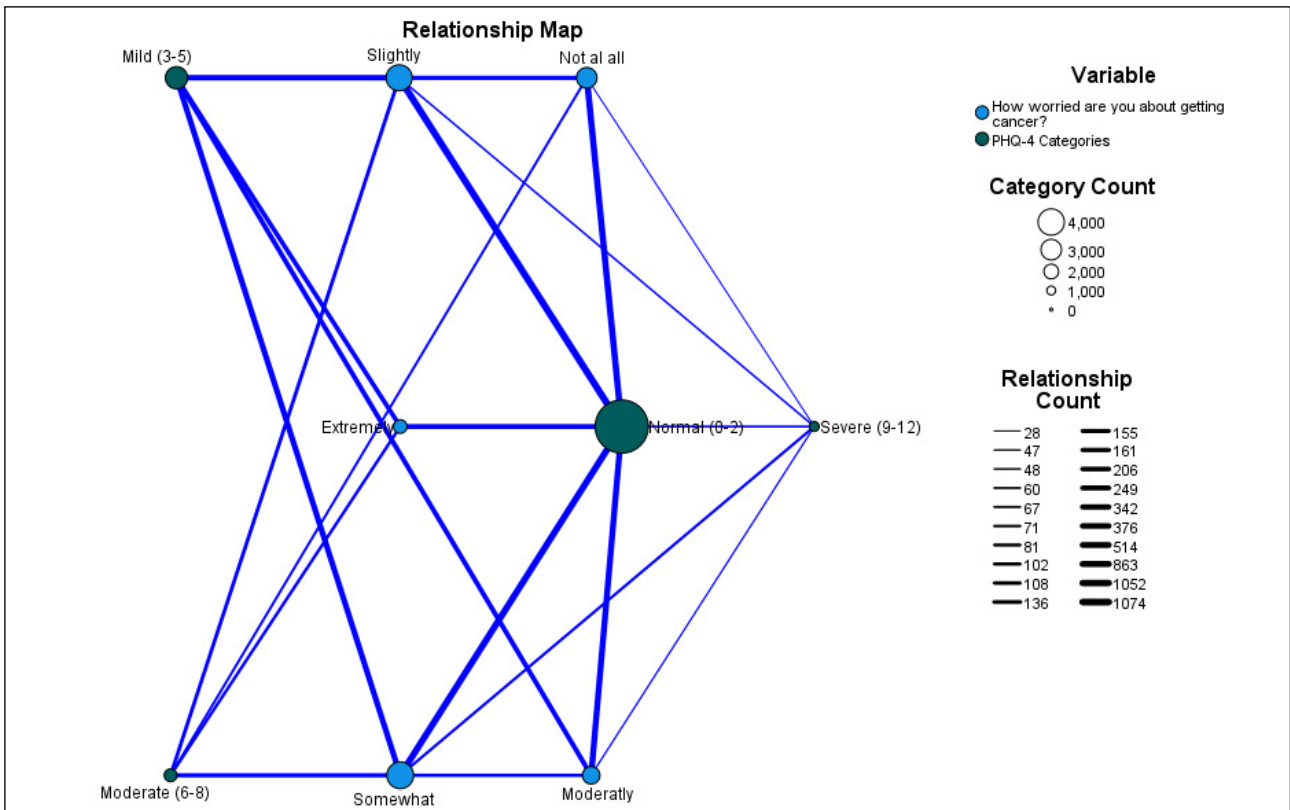 Relationship Map
Mild (3-5)
Slightly
Not al all
Extremely
Normal (0-2)
Severe (9-12)
Moderate (6-8)
Somewhat
Moderatly
Variable
How worried are you about getting
cancer?
PHQ-4 Categories
Category Count
4,000
3,000
2,000
1,000
0
Relationship
Count
28 155
47 161
48 206
60 249
67 342
71 376
81 514
102 863
108 1052
136 1074